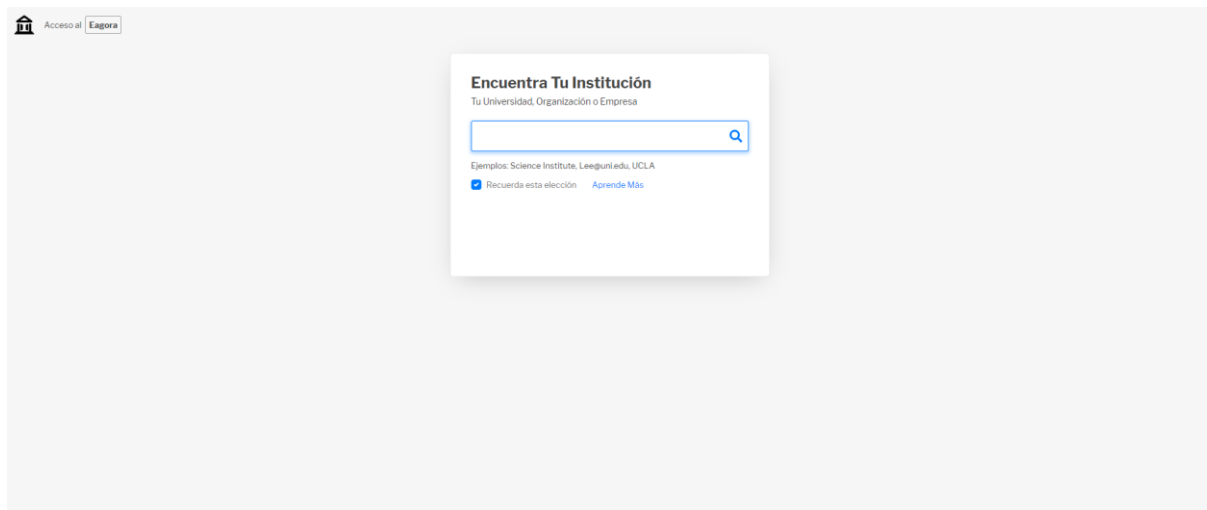 Acceso al Eagora
Encuentra Tu Institución
Tu Universidad, Organización o Empresa
Ejemplos: Science Institute, Lee@uni.edu, UCLA
Recuerda esta elección Aprende Más